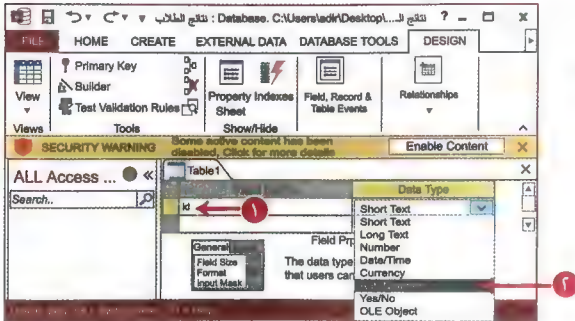 نتائج الطلاب : Database. C:\Users\adlr\Desktop\...نتائج الـ ? - x
FILE HOME CREATE EXTERNAL DATA DATABASE TOOLS DESIGN
View
Views
Primary Key
Builder
Test Validation Rules
Tools
Property Sheet
Indexes
Show/Hide
Field, Record & Table Events
Relationships
SECURITY WARNING Some active content has been disabled, Click for more details Enable Content x
ALL Access ... «
Search..
Table1 x
Data Type
id
١
Short Text
Short Text
Long Text
Number
Date/Time
Currency
٢
Yes/No
OLE Object
General
Field Size
Format
Input Mask
The data type
that users can